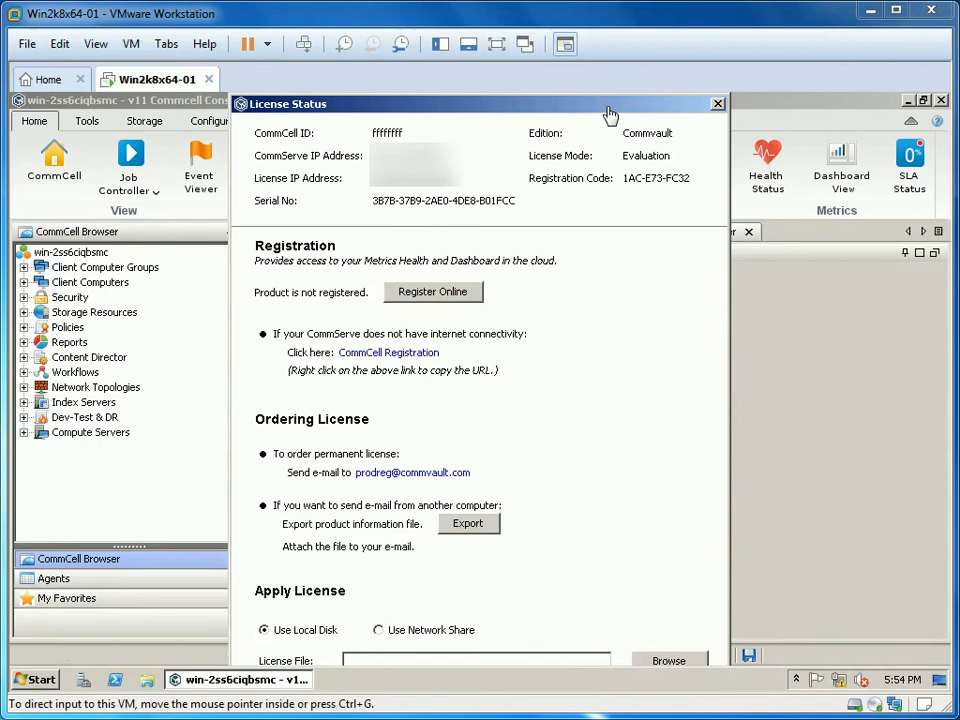 Win2k8x64-01 - VMware Workstation
File Edit View VM Tabs Help
Home Win2k8x64-01
win-2ss6ciqbsmc - v11 Commcell Cons
License Status
Home Tools Storage Configur
CommCell
Job Controller
Event Viewer
View
CommCell ID: ffffffff
CommServe IP Address:
License IP Address:
Serial No: 3B7B-37B9-2AE0-4DE8-B01FCC
Edition: Commvault
License Mode: Evaluation
Registration Code: 1AC-E73-FC32
Health Status
Dashboard View
0%
SLA Status
Metrics
CommCell Browser
win-2ss6ciqbsmc
Client Computer Groups
Client Computers
Security
Storage Resources
Policies
Reports
Content Director
Workflows
Network Topologies
Index Servers
Dev-Test & DR
Compute Servers
CommCell Browser
Agents
My Favorites
Registration
Provides access to your Metrics Health and Dashboard in the cloud.
Product is not registered. Register Online
If your CommServe does not have internet connectivity:
Click here: CommCell Registration
(Right click on the above link to copy the URL.)
Ordering License
To order permanent license:
Send e-mail to prodreg@commvault.com
If you want to send e-mail from another computer:
Export product information file. Export
Attach the file to your e-mail.
Apply License
Use Local Disk Use Network Share
License File: Browse
Start win-2ss6ciqbsmc - v1... 5:54 PM
To direct input to this VM, move the mouse pointer inside or press Ctrl+G.